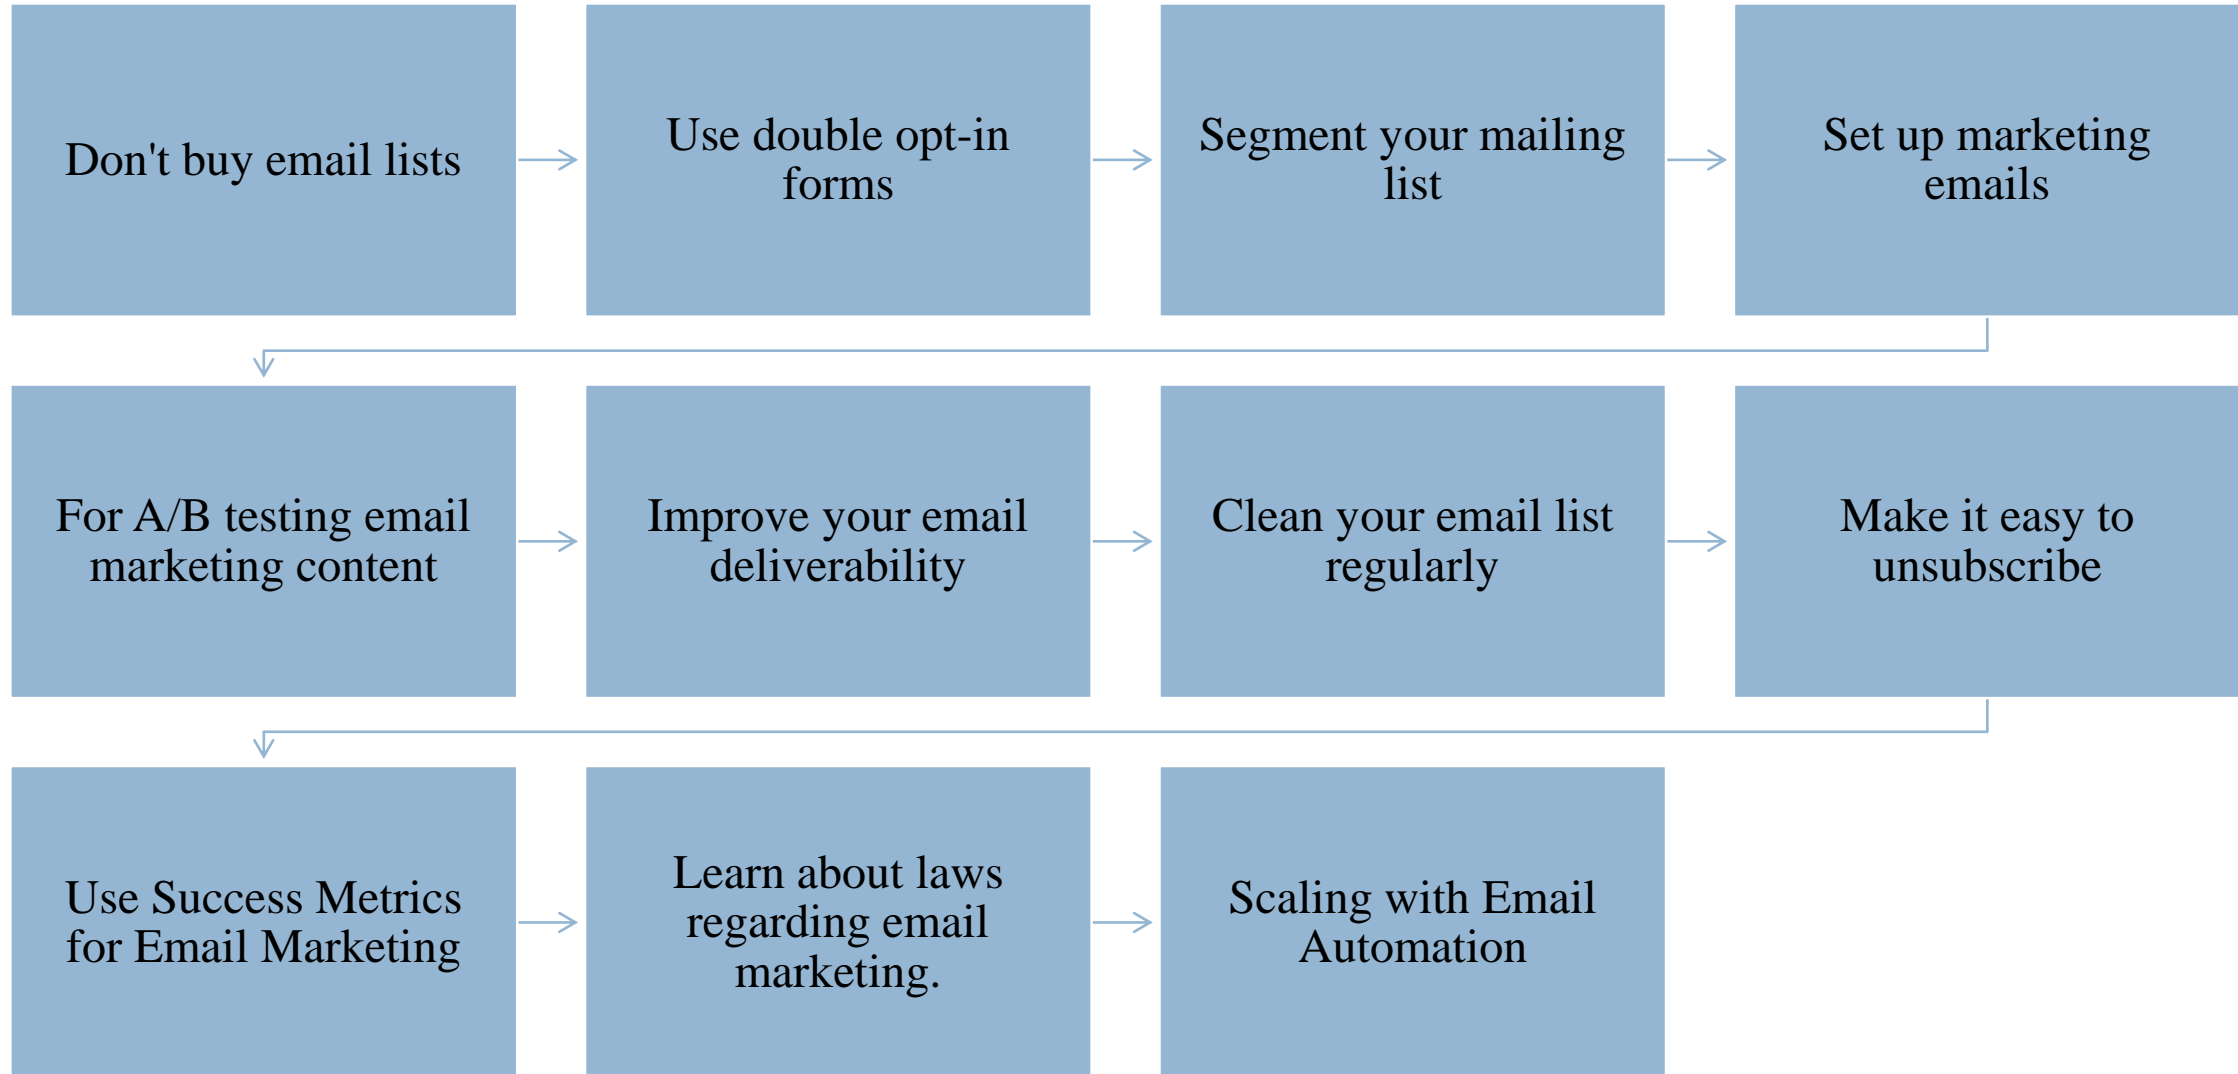 Don't buy email lists
Use double opt-in
forms
Segment your mailing
list
Set up marketing
emails
For A/B testing email
marketing content
Improve your email
deliverability
Clean your email list
regularly
Make it easy to
unsubscribe
Use Success Metrics
for Email Marketing
Learn about laws
regarding email
marketing.
Scaling with Email
Automation